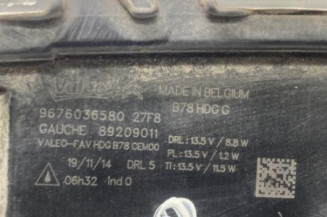 Valeo
MADE IN BELGIUM
9676036580 27F8
B78 HDG G
GAUCHE 89209011
VALEO-FAV HDG B78 CEM00
DRL : 13.5 V / 8.8 W
PL : 13.5 V / 1.2 W
19/11/14 DRL 5
TI : 13.5 V / 11.5 W
06h32 Ind 0